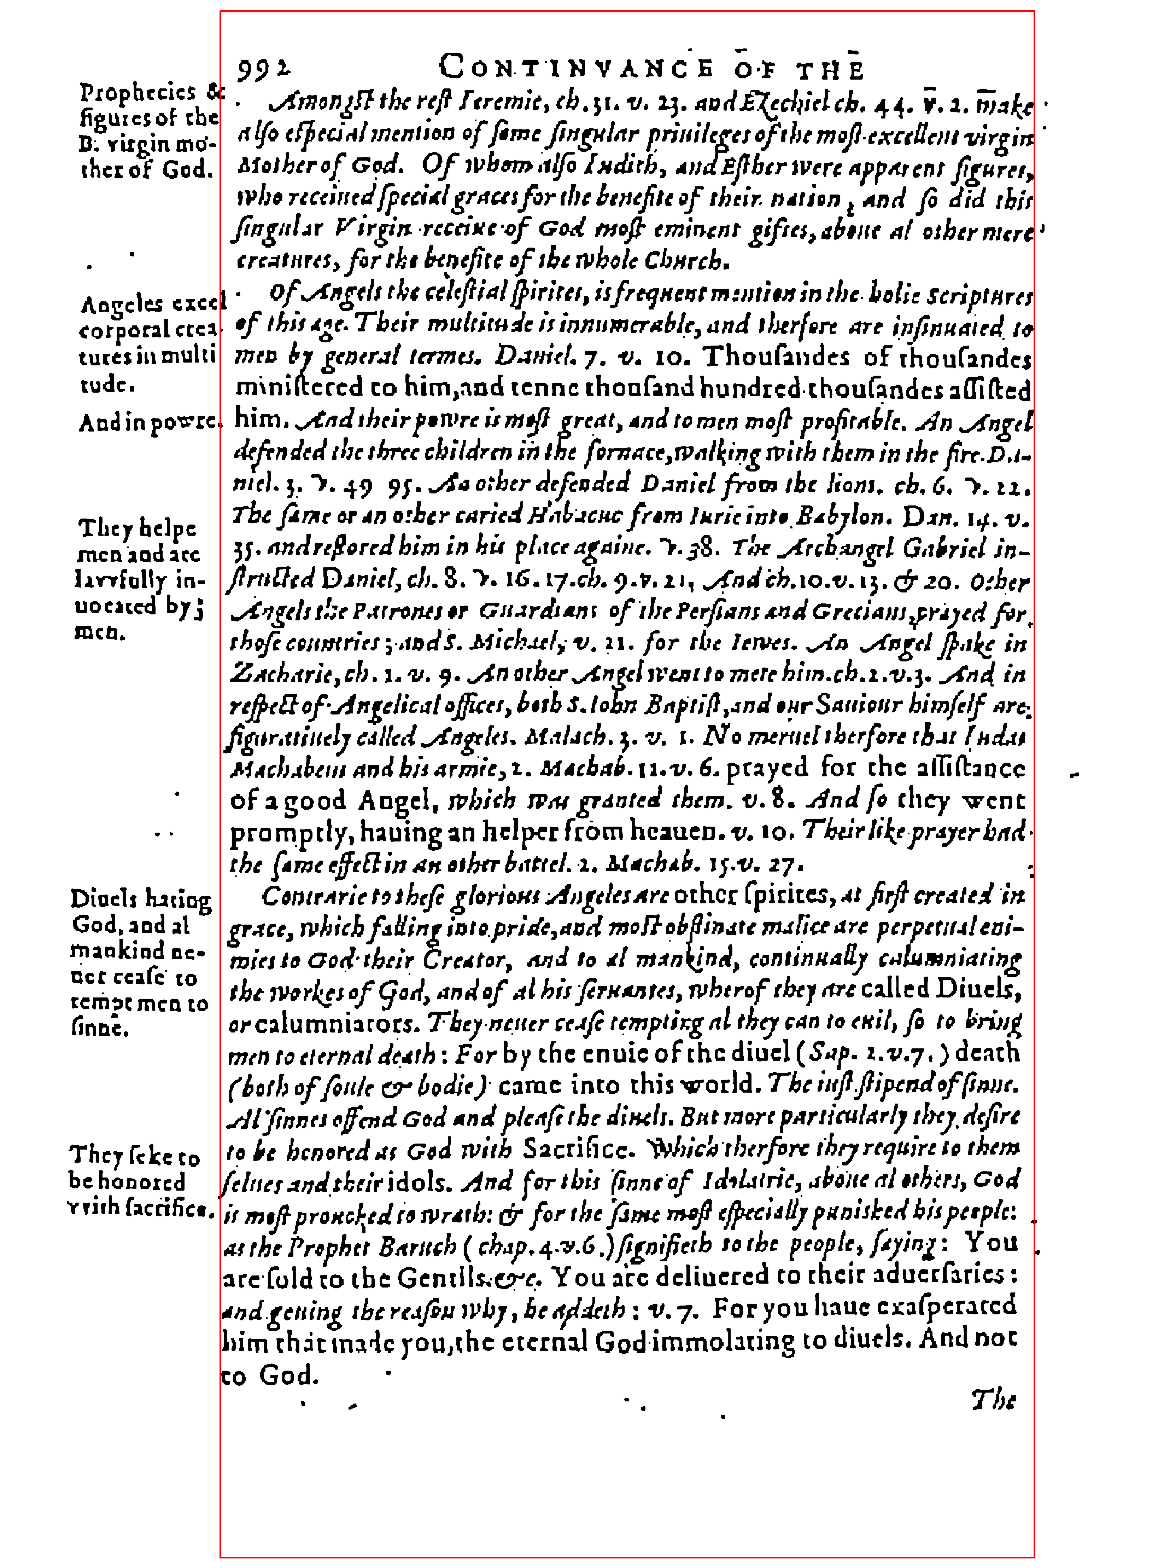 992 CONTINVANCE OF THE
Prophecies &
figures of the
B. virgin mo-
ther of God.
Amongst the rest Ieremie, ch. 31. v. 23. and Ezechiel ch. 44. v. 2. make
also especial mention of some singular priuileges of the most excellent virgin
Mother of God. Of whom also Iudith, and Esther were apparent figures,
who receiued special graces for the benefite of their nation, and so did this
singular Virgin receiue of God most eminent giftes, aboue al other mere
creatures, for the benefite of the whole Church.
Angeles excel
corporal crea
tures in multi
tude.
And in powre.
Of Angels the celestial spirites, is frequent mention in the holie Scriptures
of this age. Their multitude is innumerable, and therfore are insinuated to
men by general termes. Daniel. 7. v. 10. Thousandes of thousandes
ministered to him, and tenne thousand hundred thousandes assisted
him. And their powre is most great, and to men most profitable. An Angel
defended the three children in the fornace, walking with them in the fire. Da-
niel. 3. v. 49 95. An other defended Daniel from the lions. ch. 6. v. 22.
The same or an other caried Habacuc from Iurie into Babylon. Dan. 14. v.
35. and restored him in his place againe. v. 38. The Archangel Gabriel in-
structed Daniel, ch. 8. v. 16. 17. ch. 9. v. 21, And ch. 10. v. 13. & 20. Other
Angels the Patrones or Guardians of the Persians and Grecians, prayed for
those countries; and S. Michael, v. 21. for the Iewes. An Angel spake in
Zacharie, ch. 1. v. 9. An other Angel went to mete him. ch. 2. v. 3. And in
respect of Angelical offices, both S. Iohn Baptist, and our Sauiour himself are
figuratiuely called Angeles. Malach. 3. v. 1. No meruel therfore that Iudas
Machabeus and his armie, 2. Machab. 11. v. 6. prayed for the assistance
of a good Angel, which was granted them. v. 8. And so they went
promptly, hauing an helper from heauen. v. 10. Their like prayer had
the same effect in an other battel. 2. Machab. 15. v. 27.
They helpe
men and are
lawfully in-
uocated by
men.
Diuels hating
God, and al
mankind ne-
uer cease to
tempt men to
sinne.
Contrarie to these glorious Angeles are other spirites, at first created in
grace, which falling into pride, and most obstinate malice are perpetual eni-
mies to God their Creator, and to al mankind, continually calumniating
the workes of God, and of al his seruantes, wherof they are called Diuels,
or calumniators. They neuer cease tempting al they can to euil, so to bring
men to eternal death: For by the enuie of the diuel (Sap. 2. v. 7.) death
(both of soule & bodie) came into this world. The iust stipend of sinne.
Al sinnes offend God and please the diuels. But more particularly they desire
to be honored as God with Sacrifice. Which therfore they require to them
selues and their idols. And for this sinne of Idolatrie, aboue al others, God
is most prouoked to wrath: & for the same most especially punished his people:
as the Prophet Baruch (chap. 4. v. 6.) signifieth to the people, saying: You
are sold to the Gentils. &c. You are deliuered to their aduersaries:
and geuing the reason why, he addeth: v. 7. For you haue exasperated
him that made you, the eternal God immolating to diuels. And not
to God.
They seke to
be honored
with sacrifice.
The